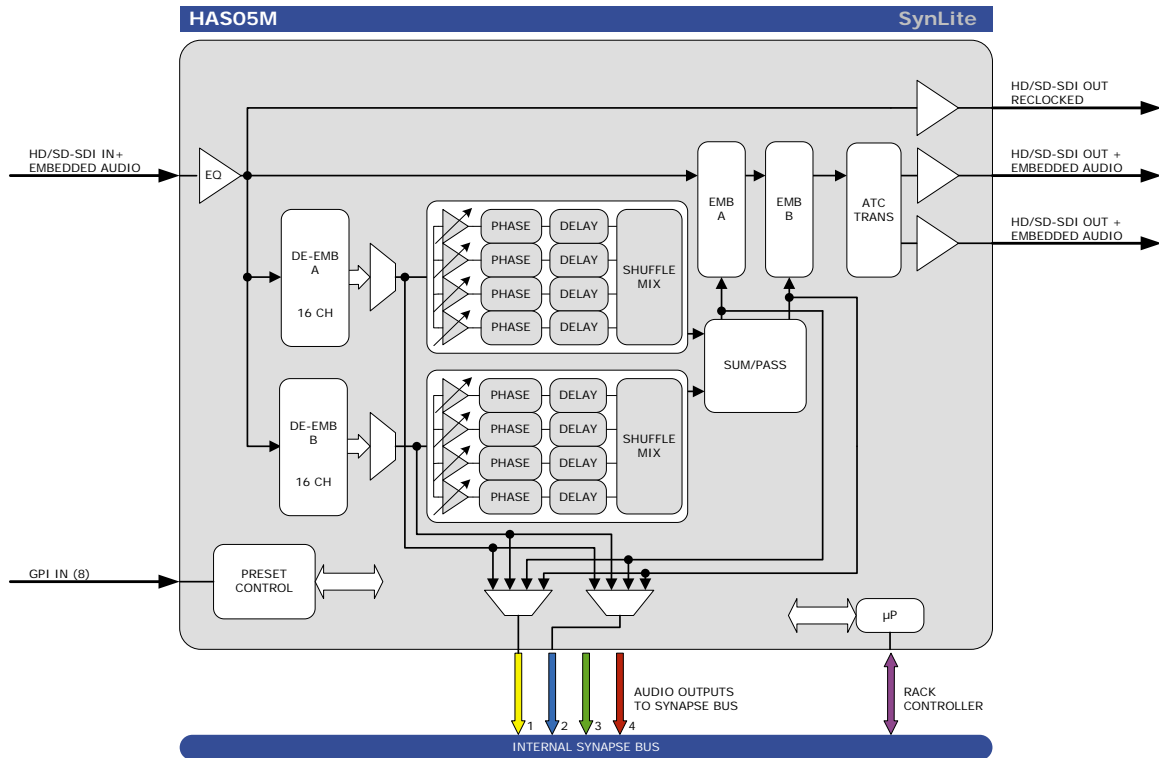 HAS05M
SynLite
HD/SD-SDI OUT
RECLOCKED
HD/SD-SDI IN+
EMBEDDED AUDIO
EQ
HD/SD-SDI OUT +
EMBEDDED AUDIO
EMB
A
EMB
B
ATC
TRANS
HD/SD-SDI OUT +
EMBEDDED AUDIO
DE-EMB
A
16 CH
PHASE
DELAY
PHASE
DELAY
PHASE
DELAY
PHASE
DELAY
SHUFFLE
MIX
SUM/PASS
DE-EMB
B
16 CH
PHASE
DELAY
PHASE
DELAY
PHASE
DELAY
PHASE
DELAY
SHUFFLE
MIX
GPI IN (8)
PRESET
CONTROL
µP
AUDIO OUTPUTS
TO SYNAPSE BUS
RACK
CONTROLLER
1
2
3
4
INTERNAL SYNAPSE BUS